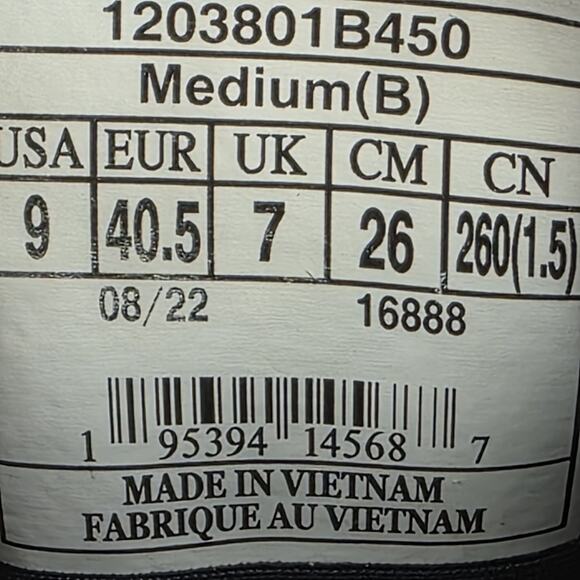 1203801B450
Medium(B)
USA EUR UK CM CN
9 40.5 7 26 260(1.5)
08/22 16888
1 95394 14568 7
MADE IN VIETNAM
FABRIQUE AU VIETNAM